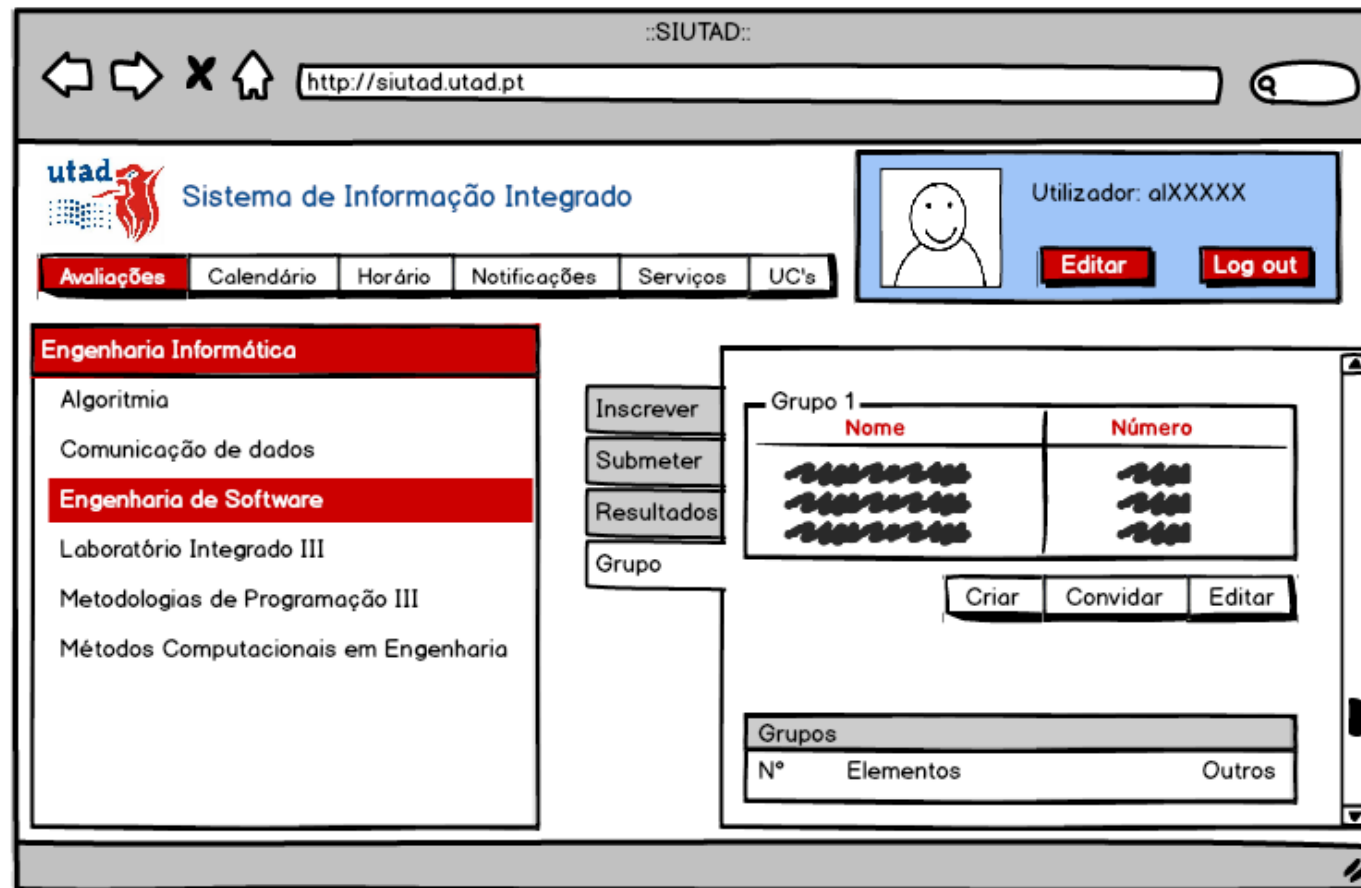 ::SIUTAD::
http://siutad.utad.pt
utad
Sistema de Informação Integrado
Utilizador: alXXXXX
Editar
Log out
Avaliações
Calendário
Horário
Notificações
Serviços
UC's
Engenharia Informática
Algoritmia
Comunicação de dados
Engenharia de Software
Laboratório Integrado III
Metodologias de Programação III
Métodos Computacionais em Engenharia
Inscrever
Submeter
Resultados
Grupo
Grupo 1
Nome Número
Criar
Convidar
Editar
Grupos
Nº Elementos Outros